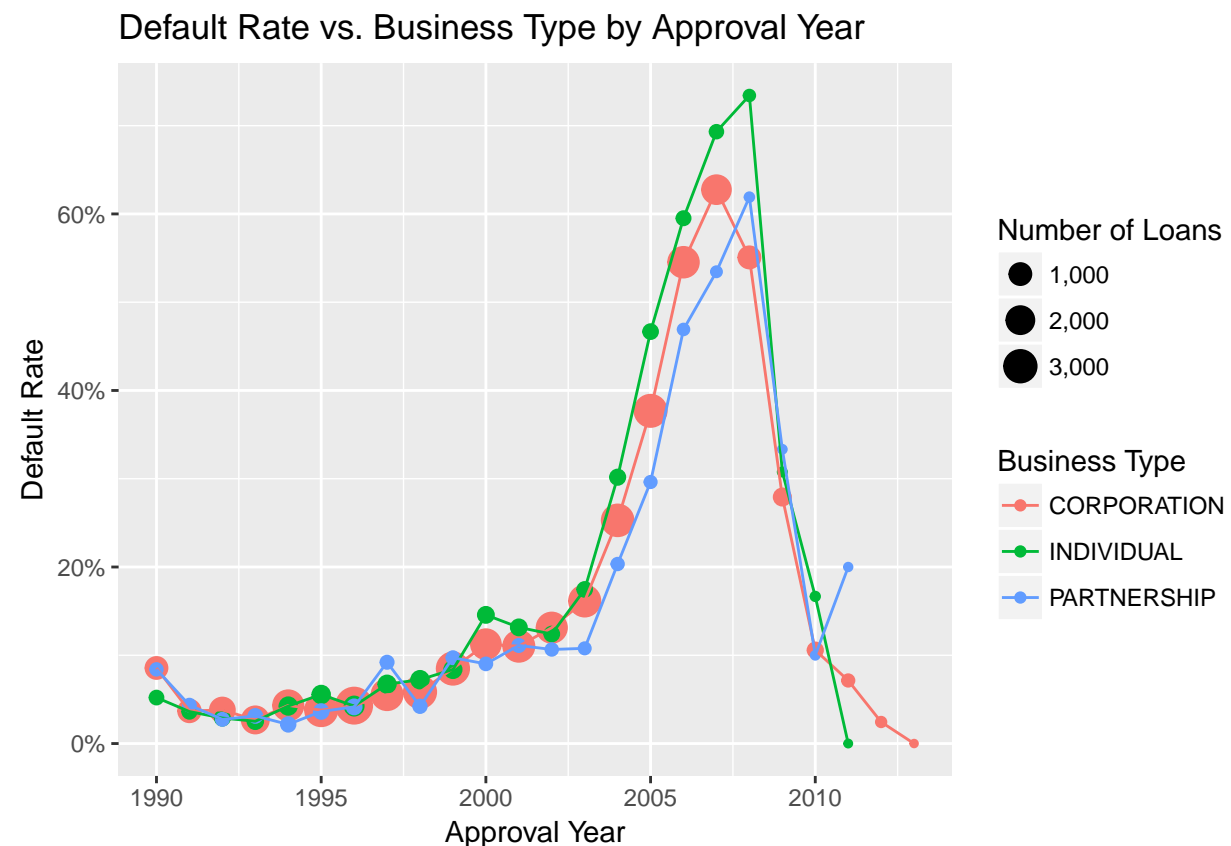 Default Rate vs. Business Type by Approval Year
Default Rate
60%
40%
20%
0%
1990
2000
1995
2005
2010
Approval Year
Number of Loans
1,000
2,000
3,000
Business Type
CORPORATION
INDIVIDUAL
PARTNERSHIP